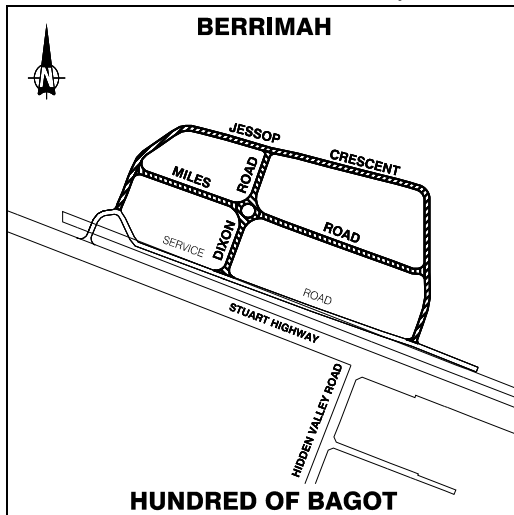 BERRIMAH
N
JESSOP CRESCENT
MILES ROAD
DIXON ROAD
SERVICE ROAD
STUART HIGHWAY
HIDDEN VALLEY ROAD
HUNDRED OF BAGOT